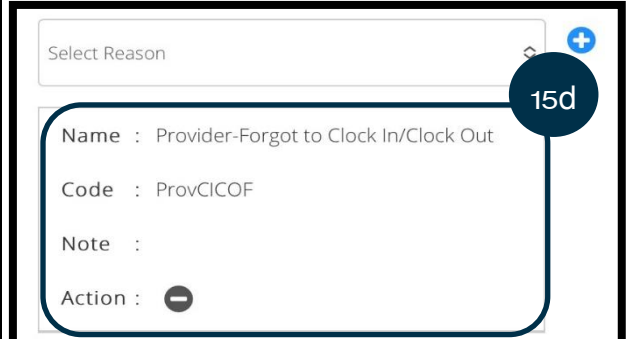 Select Reason
15d
Name : Provider-Forgot to Clock In/Clock Out
Code : ProvCICOF
Note :
Action :